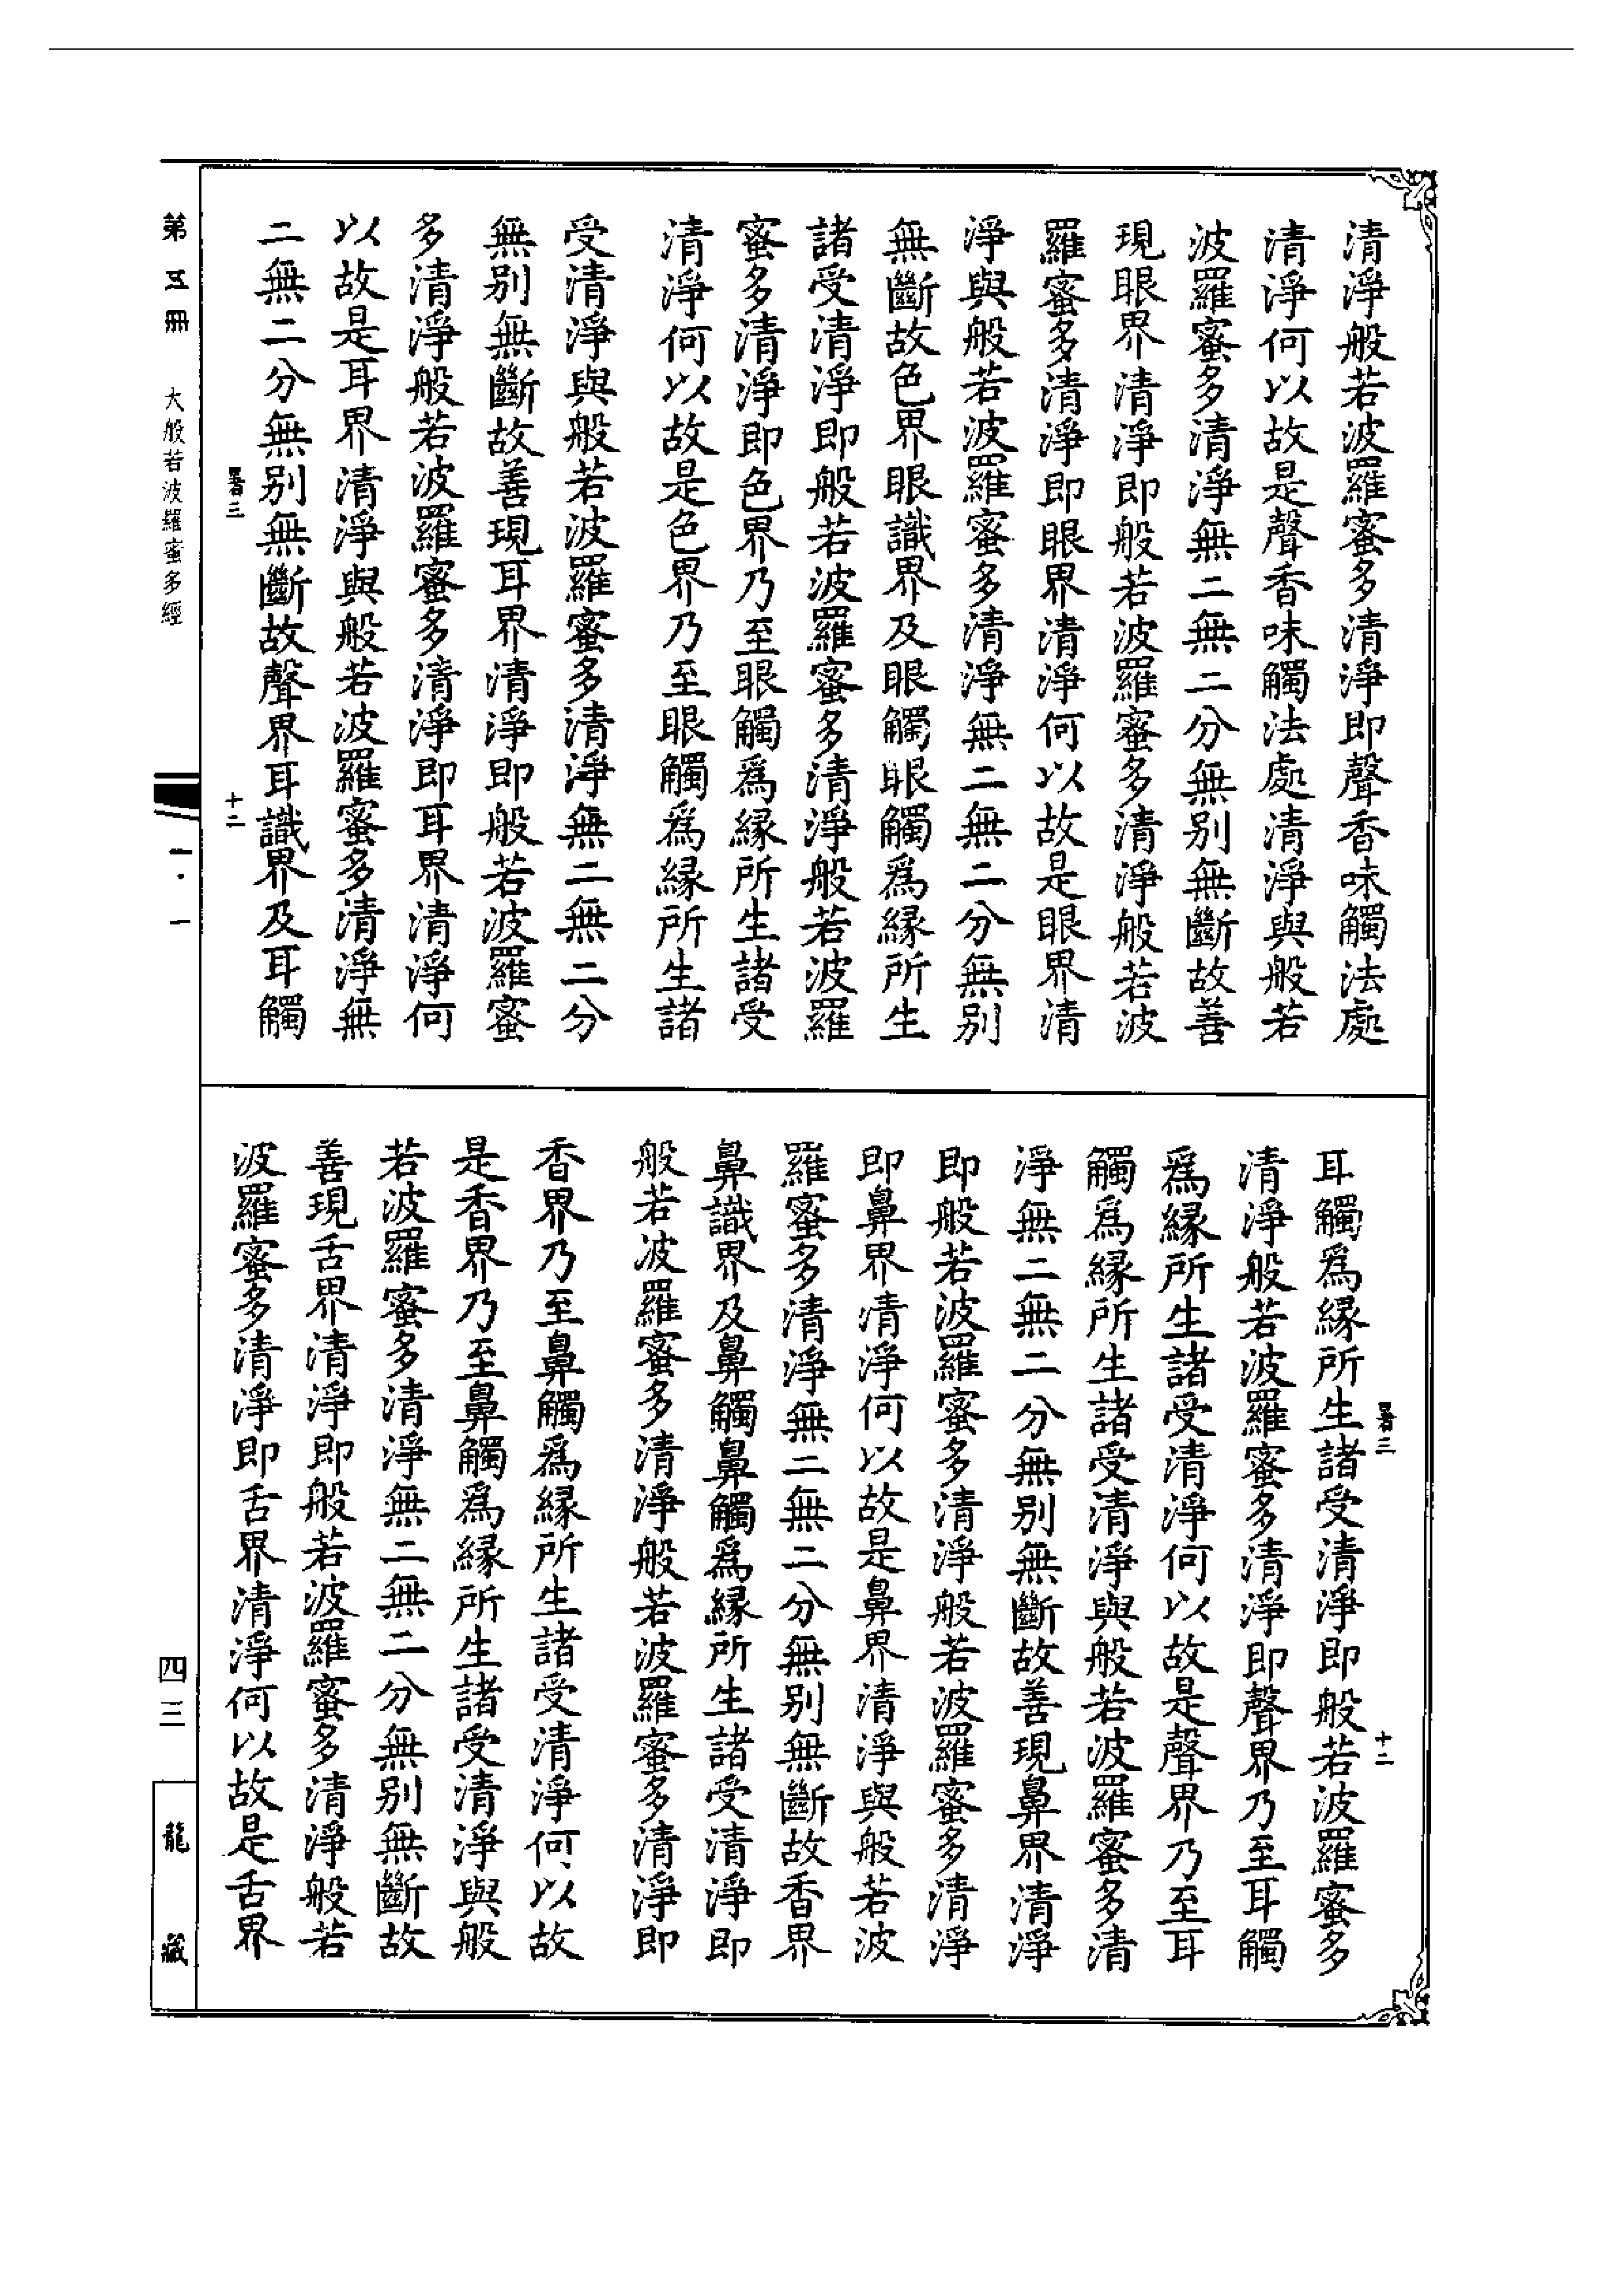 清淨般若波羅蜜多清淨即聲香味觸法處
清淨何以故是聲香味觸法處清淨與般若
波羅蜜多清淨無二無二分無别無斷故善
現眼界清淨即般若波羅蜜多清淨般若波
羅蜜多清淨即眼界清淨何以故是眼界清
淨與般若波羅蜜多清淨無二無二分無别
無斷故色界眼識界及眼觸眼觸爲緣所生
諸受清淨即般若波羅蜜多清淨般若波羅
蜜多清淨即色界乃至眼觸爲緣所生諸受
清淨何以故是色界乃至眼觸爲緣所生諸
受清淨與般若波羅蜜多清淨無二無二分
無别無斷故善現耳界清淨即般若波羅蜜
多清淨般若波羅蜜多清淨即耳界清淨何
以故是耳界清淨與般若波羅蜜多清淨無
二無二分無别無斷故聲界耳識界及耳觸
暑三 十二
暑三 十二
耳觸爲緣所生諸受清淨即般若波羅蜜多
清淨般若波羅蜜多清淨即聲界乃至耳觸
爲緣所生諸受清淨何以故是聲界乃至耳
觸爲緣所生諸受清淨與般若波羅蜜多清
淨無二無二分無别無斷故善現鼻界清淨
即般若波羅蜜多清淨般若波羅蜜多清淨
即鼻界清淨何以故是鼻界清淨與般若波
羅蜜多清淨無二無二分無别無斷故香界
鼻識界及鼻觸鼻觸爲緣所生諸受清淨即
般若波羅蜜多清淨般若波羅蜜多清淨即
香界乃至鼻觸爲緣所生諸受清淨何以故
是香界乃至鼻觸爲緣所生諸受清淨與般
若波羅蜜多清淨無二無二分無别無斷故
善現舌界清淨即般若波羅蜜多清淨般若
波羅蜜多清淨即舌界清淨何以故是舌界
第五冊 大般若波羅蜜多經 一·一 四三 龍藏